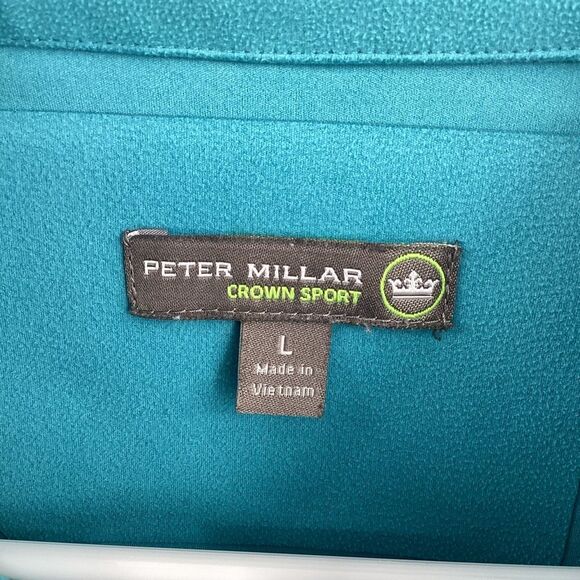 PETER MILLAR
CROWN SPORT
L
Made in
Vietnam